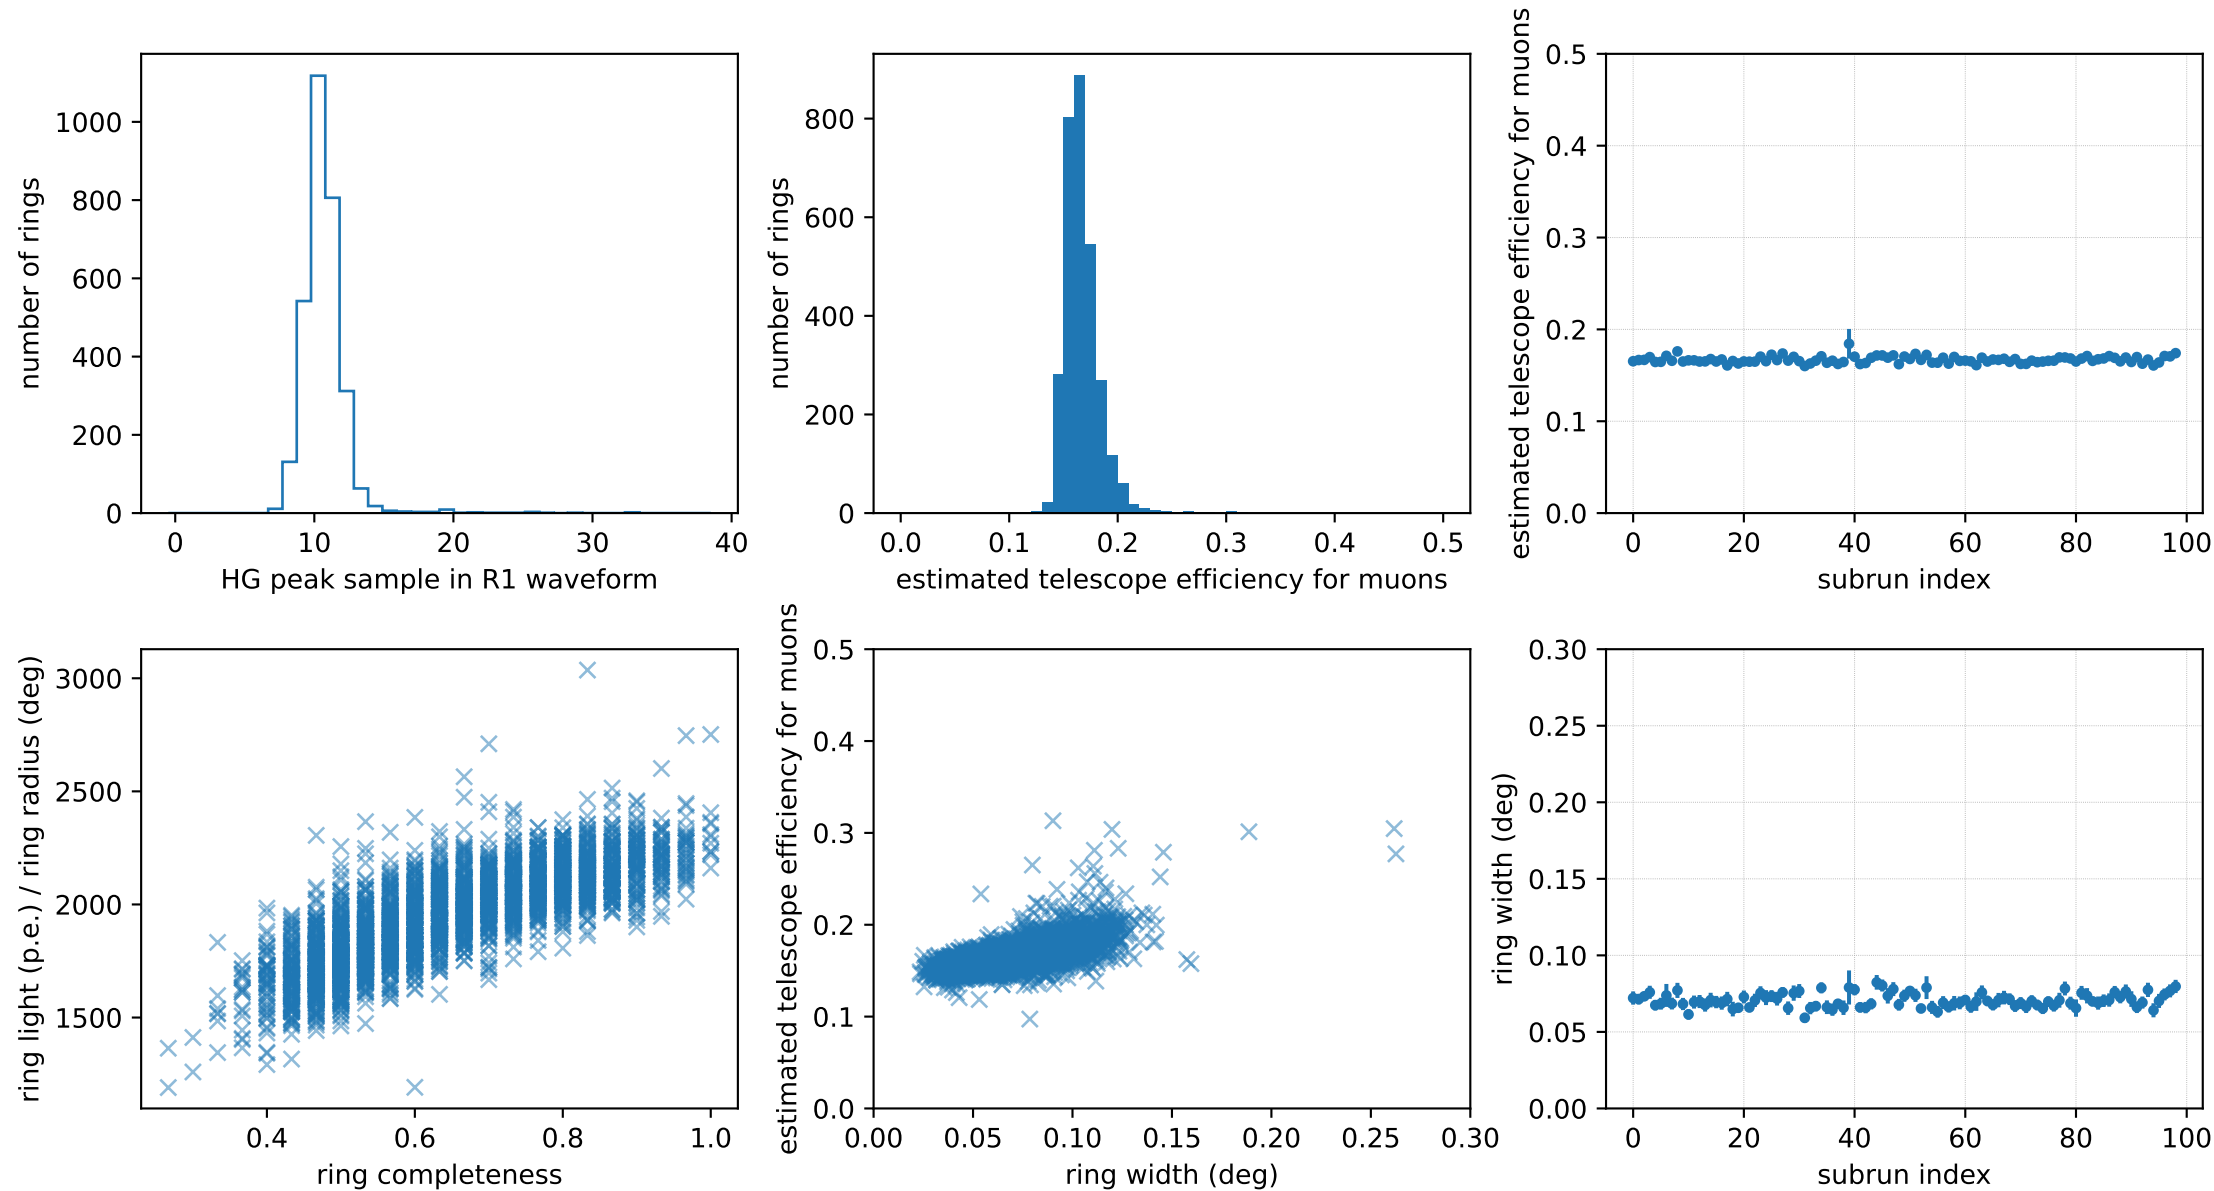 number of rings
1000
800
600
400
200
0
0 10 20 30 40
HG peak sample in R1 waveform
number of rings
800
600
400
200
0
0.0 0.1 0.2 0.3 0.4 0.5
estimated telescope efficiency for muons
estimated telescope efficiency for muons
0.5
0.4
0.3
0.2
0.1
0.0
0 20 40 60 80 100
subrun index
ring light (p.e.) / ring radius (deg)
3000
2500
2000
1500
0.4 0.6 0.8 1.0
ring completeness
estimated telescope efficiency for muons
0.5
0.4
0.3
0.2
0.1
0.0
0.00 0.05 0.10 0.15 0.20 0.25 0.30
ring width (deg)
ring width (deg)
0.30
0.25
0.20
0.15
0.10
0.05
0.00
0 20 40 60 80 100
subrun index